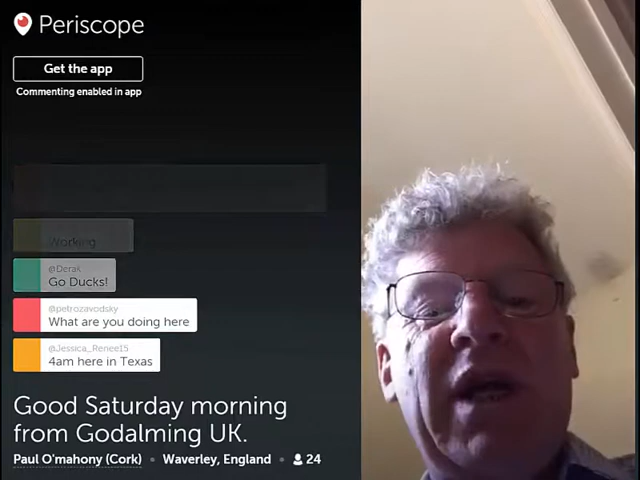 Periscope
Get the app
Commenting enabled in app
Working
@Derak
Go Ducks!
@petrozavodsky
What are you doing here
@Jessica_Renee15
4am here in Texas
Good Saturday morning
from Godalming UK.
Paul O'mahony (Cork) • Waverley, England • 24